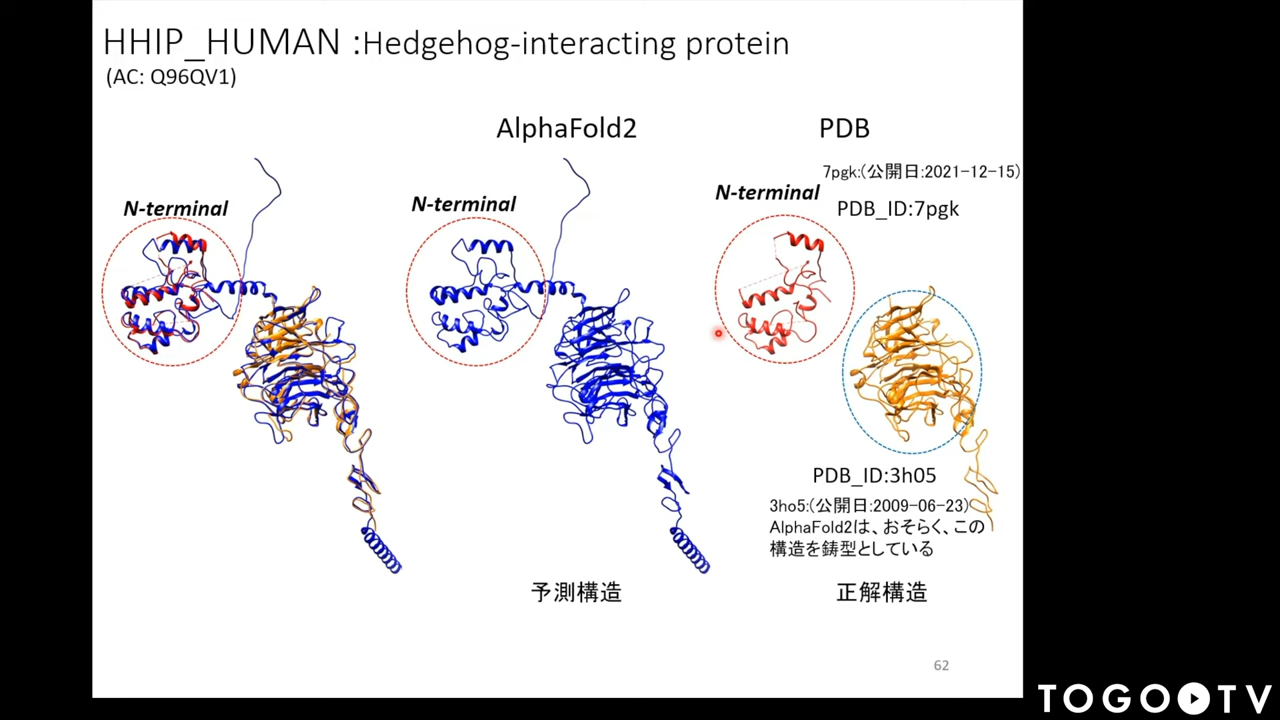 HHIP_HUMAN :Hedgehog-interacting protein
(AC: Q96QV1)
AlphaFold2
PDB
7pgk:(公開日:2021-12-15)
N-terminal
N-terminal
N-terminal
PDB_ID:7pgk
PDB_ID:3h05
3ho5:(公開日:2009-06-23)
AlphaFold2は、おそらく、この
構造を鋳型としている
予測構造
正解構造
62
TOGO TV